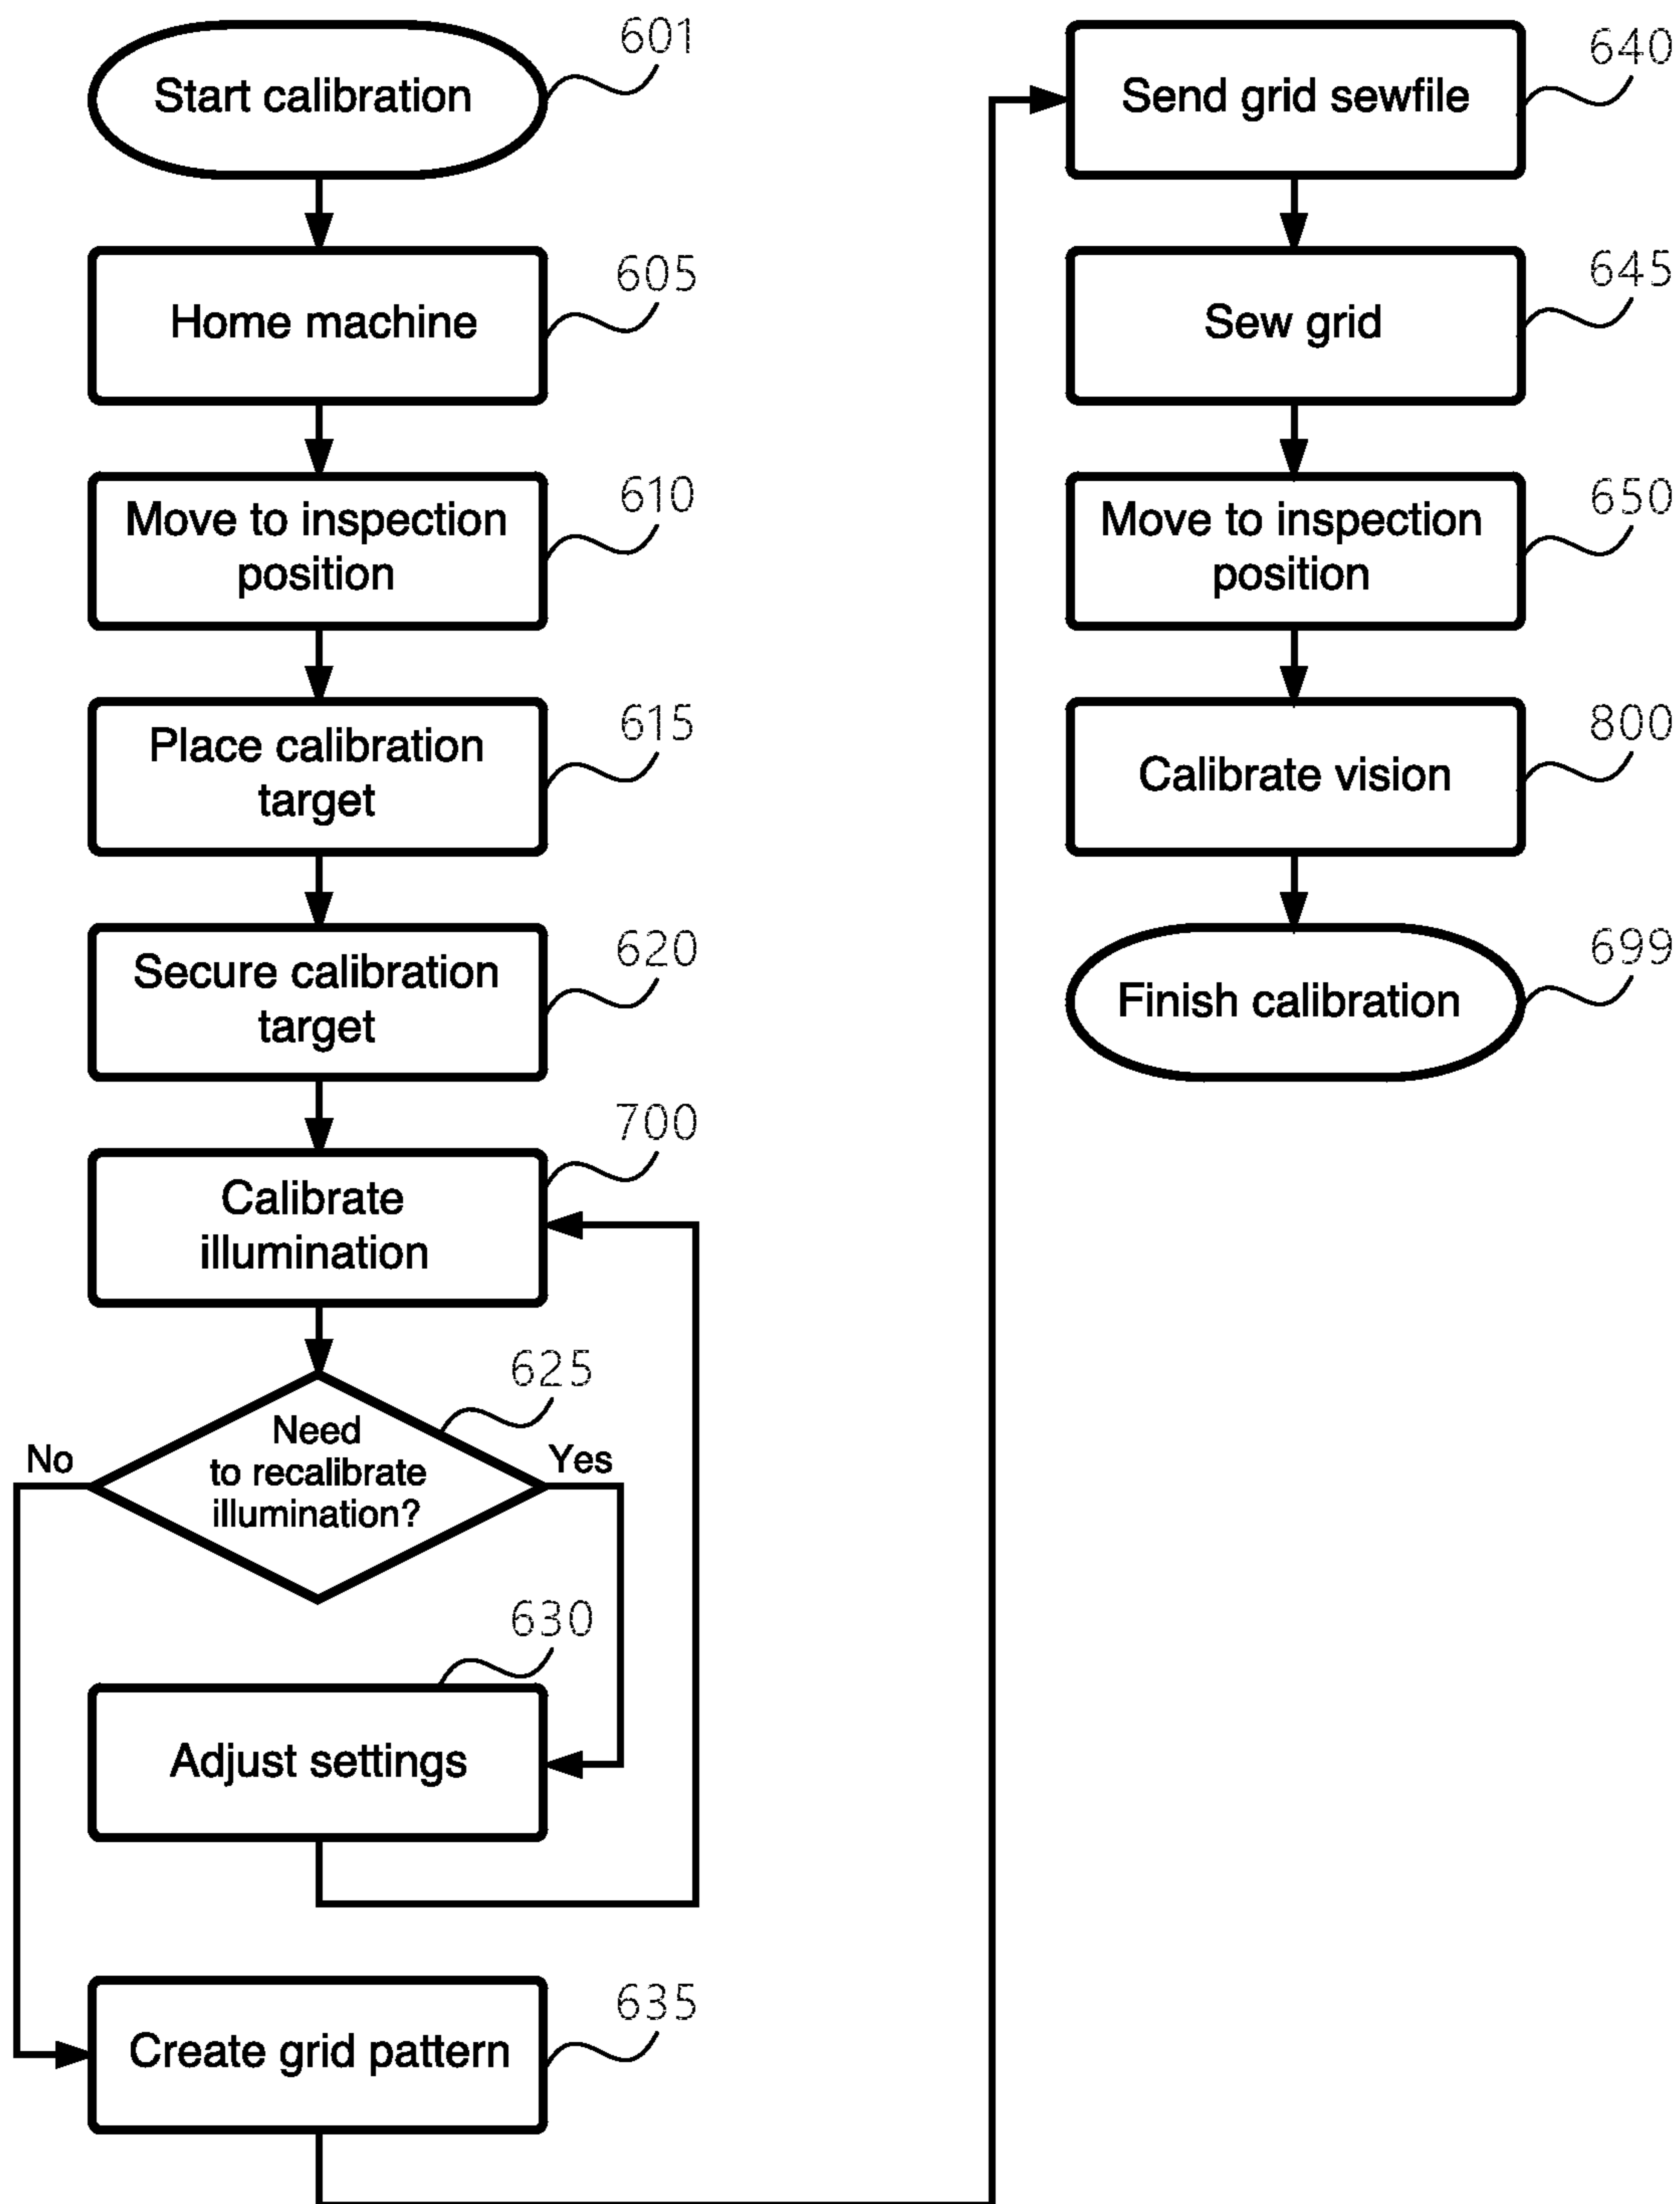 601
Start calibration
605
Home machine
610
Move to inspection
position
615
Place calibration
target
620
Secure calibration
target
700
Calibrate
illumination
625
Need
to recalibrate
illumination?
No
Yes
630
Adjust settings
635
Create grid pattern
640
Send grid sewfile
645
Sew grid
650
Move to inspection
position
800
Calibrate vision
699
Finish calibration